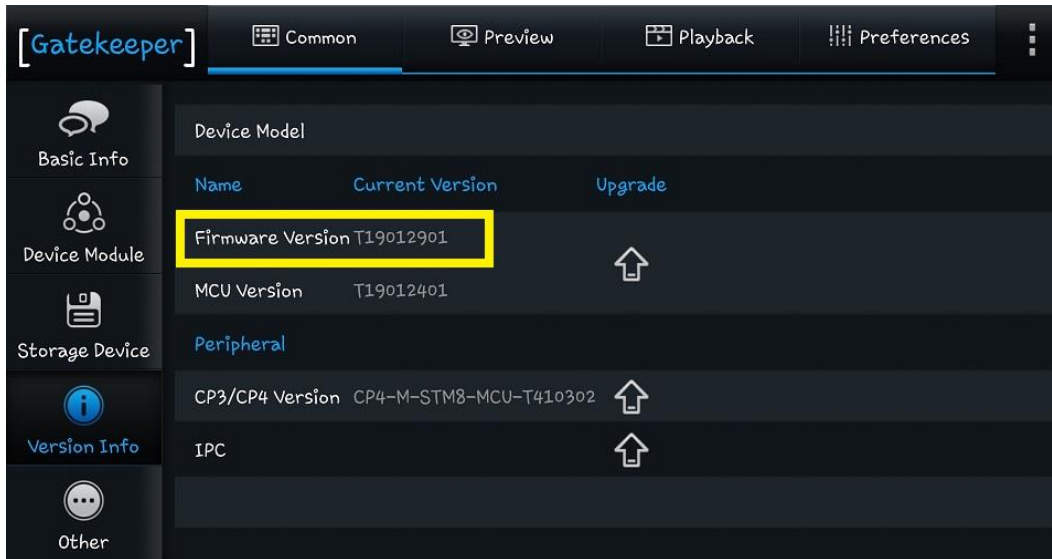 [Gatekeeper]
Common
Preview
Playback
Preferences
Basic Info
Device Module
Storage Device
Version Info
Other
Device Model
Name Current Version Upgrade
Firmware Version T19012901
MCU Version T19012401
Peripheral
CP3/CP4 Version CP4-M-STM8-MCU-T410302
IPC